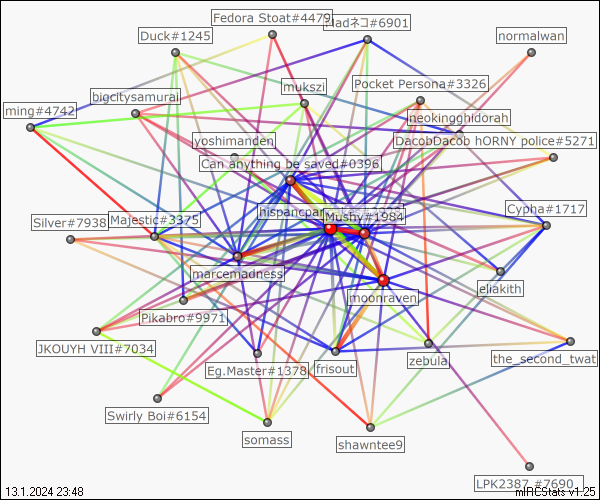 Fedora Stoat#4479
Madネコ#6901
Duck#1245
normalwan
Pocket Persona#3326
mukszi
bigcitysamurai
ming#4742
neokingghidorah
yoshimanden
DacobDacob hORNY police#5271
Can anything be saved#0396
Cypha#1717
hispancpa
Mushy#1984
Silver#7938
Majestic#3375
marcemadness
eliakith
moonraven
Pikabro#9971
JKOUYH VIII#7034
Eg.Master#1378
frisout
zebula
the_second_twat
Swirly Boi#6154
somass
shawntee9
LPK2387 #7690
13.1.2024 23:48
mIRCStats v1.25